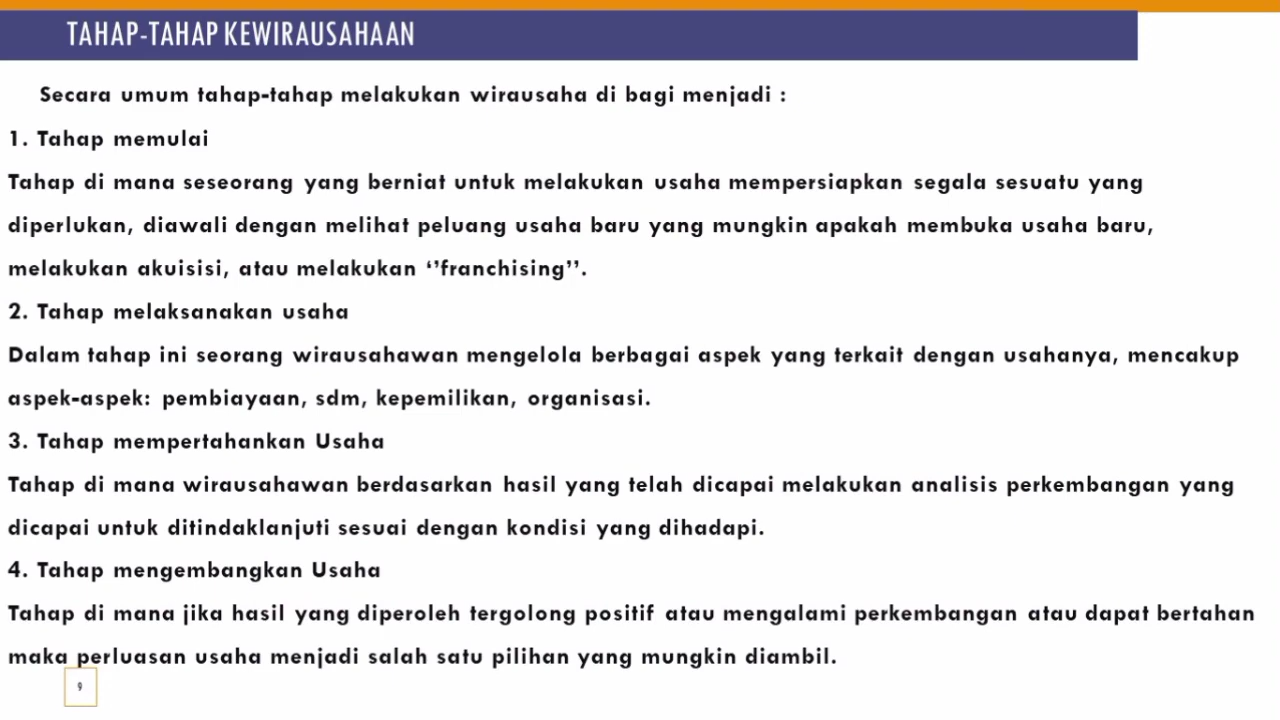 TAHAP-TAHAP KEWIRAUSAHAAN
Secara umum tahap-tahap melakukan wirausaha di bagi menjadi :
1. Tahap memulai
Tahap di mana seseorang yang berniat untuk melakukan usaha mempersiapkan segala sesuatu yang
diperlukan, diawali dengan melihat peluang usaha baru yang mungkin apakah membuka usaha baru,
melakukan akuisisi, atau melakukan ‘’franchising’’.
2. Tahap melaksanakan usaha
Dalam tahap ini seorang wirausahawan mengelola berbagai aspek yang terkait dengan usahanya, mencakup
aspek-aspek: pembiayaan, sdm, kepemilikan, organisasi.
3. Tahap mempertahankan Usaha
Tahap di mana wirausahawan berdasarkan hasil yang telah dicapai melakukan analisis perkembangan yang
dicapai untuk ditindaklanjuti sesuai dengan kondisi yang dihadapi.
4. Tahap mengembangkan Usaha
Tahap di mana jika hasil yang diperoleh tergolong positif atau mengalami perkembangan atau dapat bertahan
maka perluasan usaha menjadi salah satu pilihan yang mungkin diambil.
9